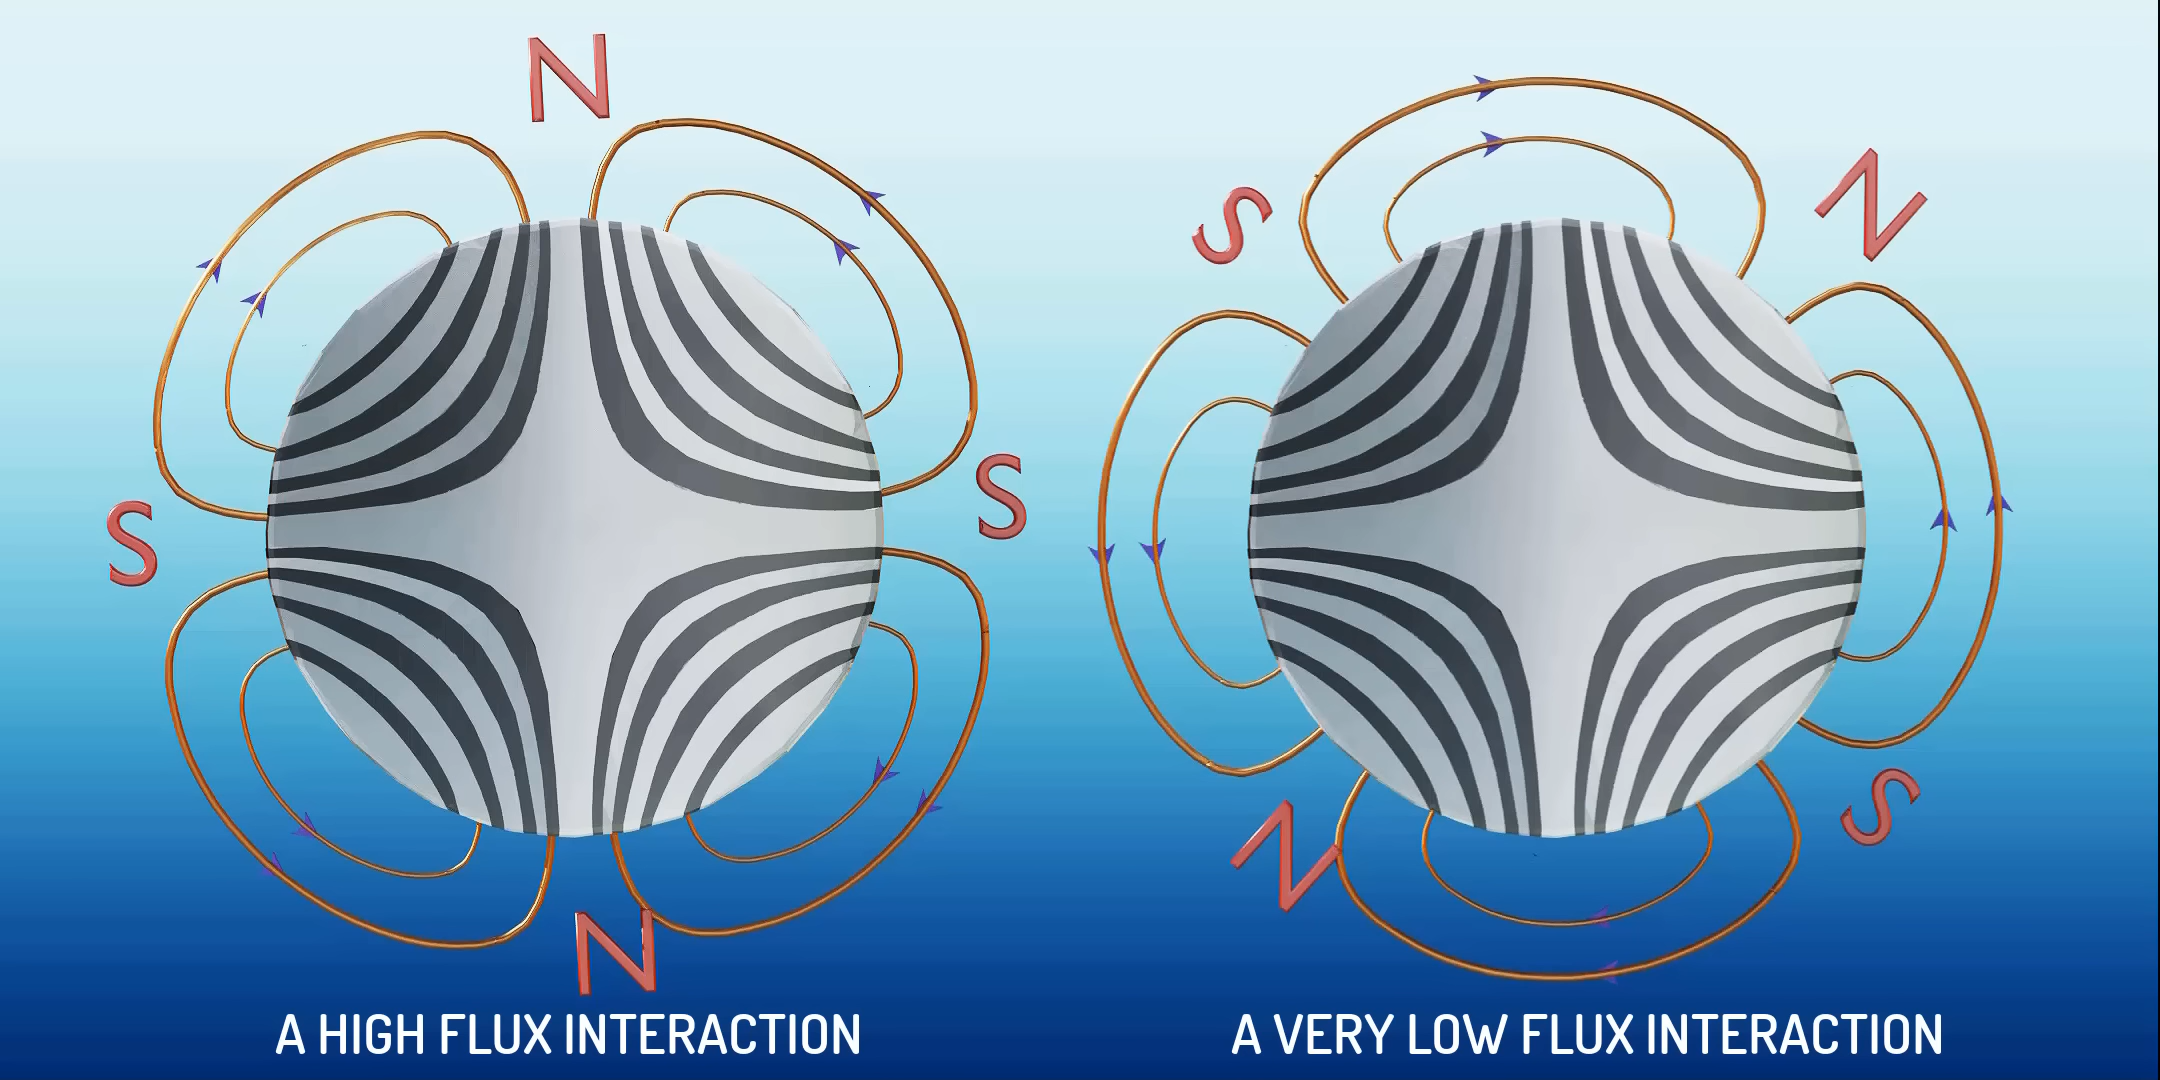 N
S
S
N
A HIGH FLUX INTERACTION
S
N
N
S
A VERY LOW FLUX INTERACTION